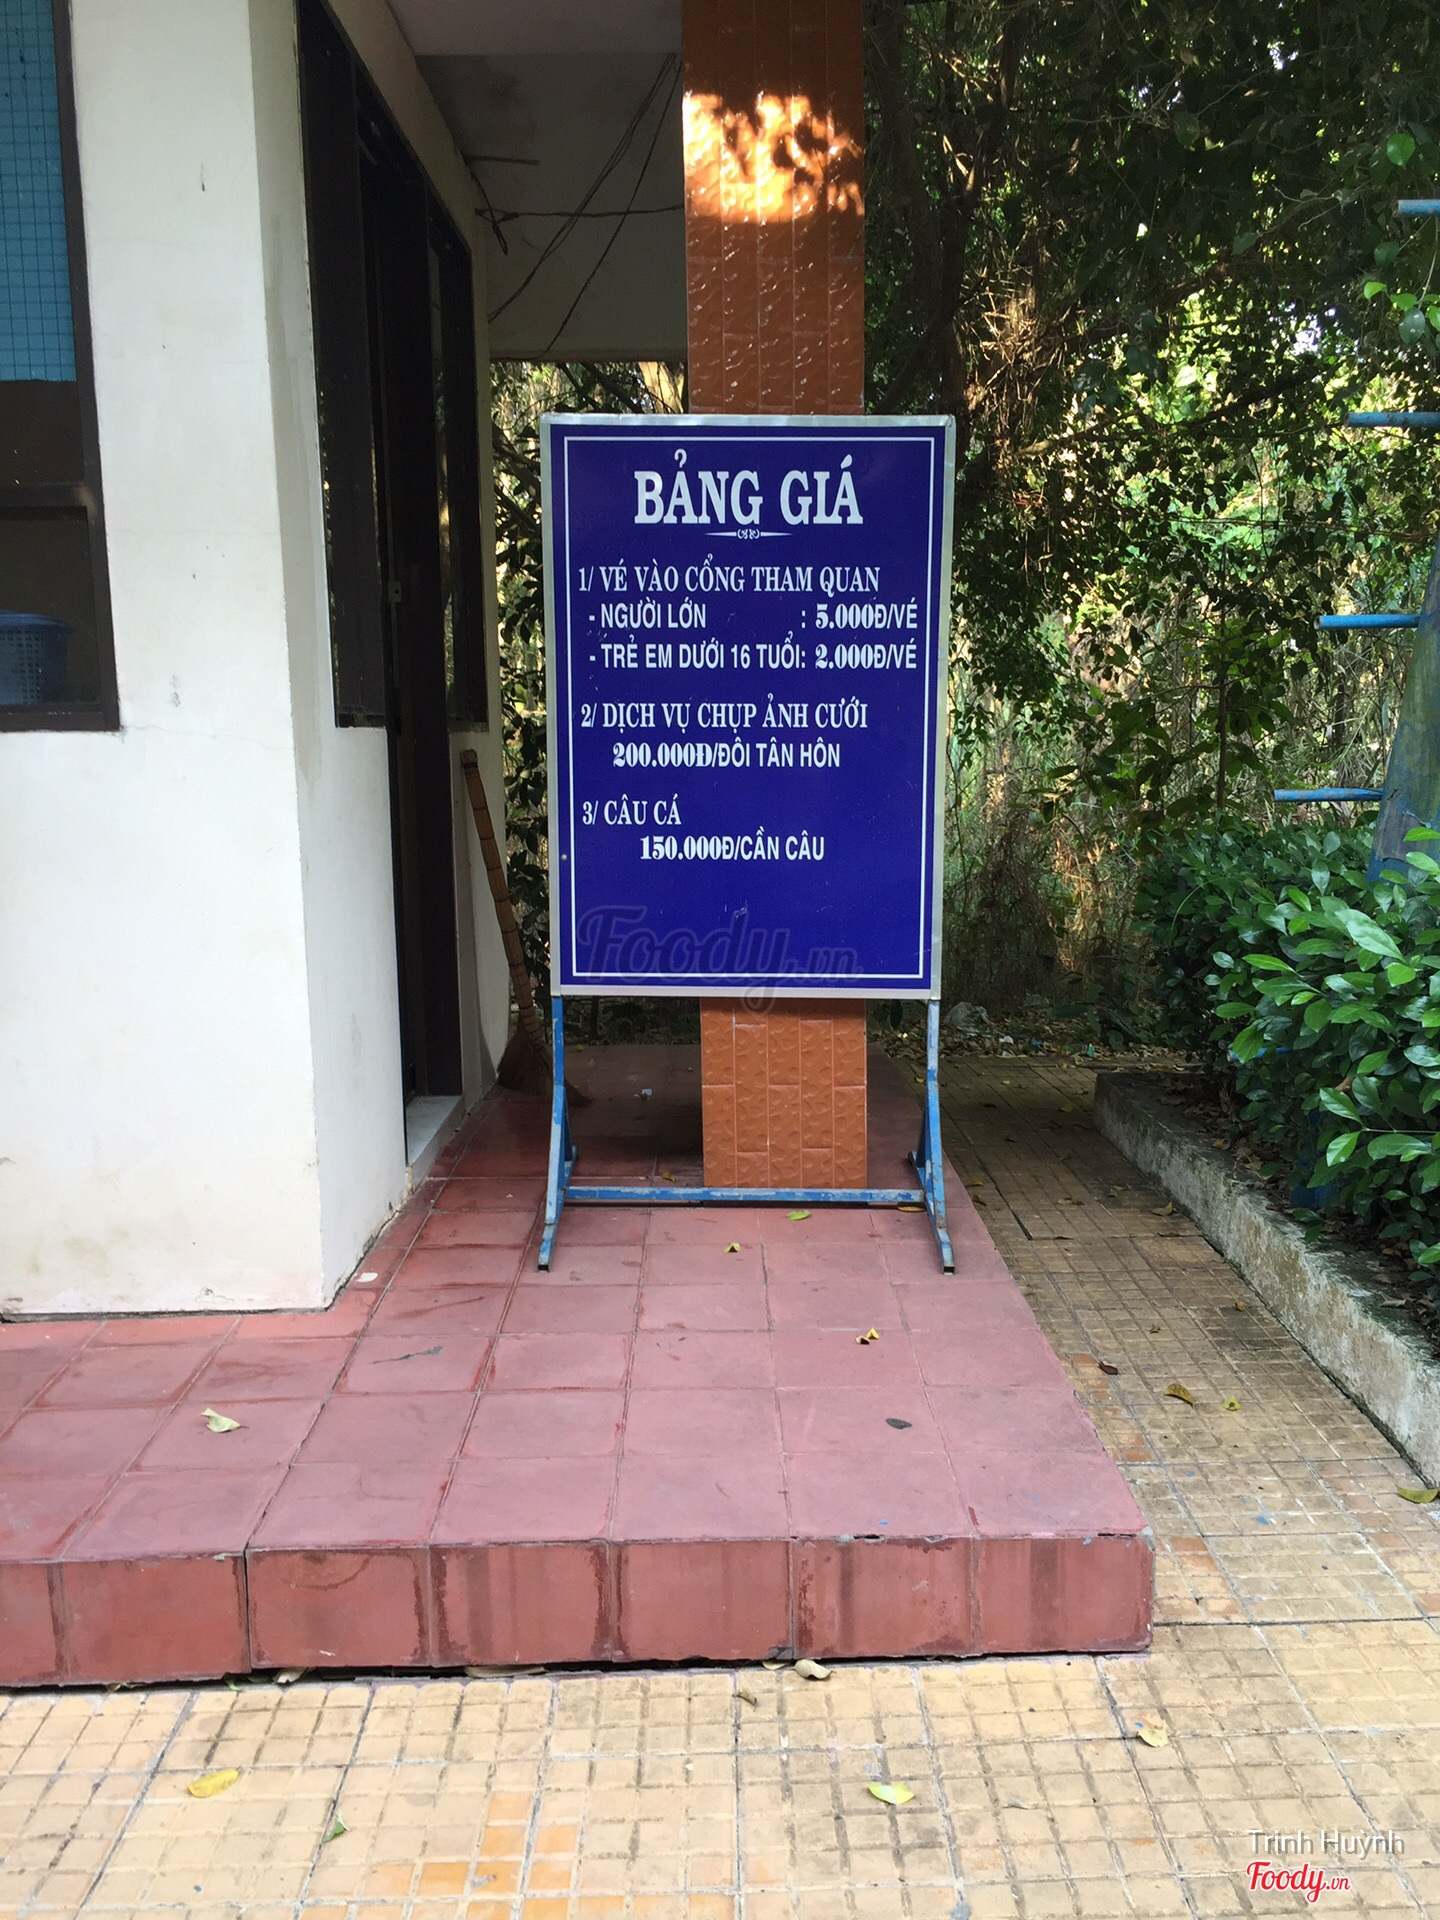 BẢNG GIÁ
1/ VÉ VÀO CỔNG THAM QUAN
- NGƯỜI LỚN : 5.000Đ/VÉ
- TRẺ EM DƯỚI 16 TUỔI: 2.000Đ/VÉ
2/ DỊCH VỤ CHỤP ẢNH CƯỚI
200.000Đ/ĐÔI TÂN HÔN
3/ CÂU CÁ
150.000Đ/CẦN CÂU
Foody.vn
Trinh Huỳnh
Foody.vn